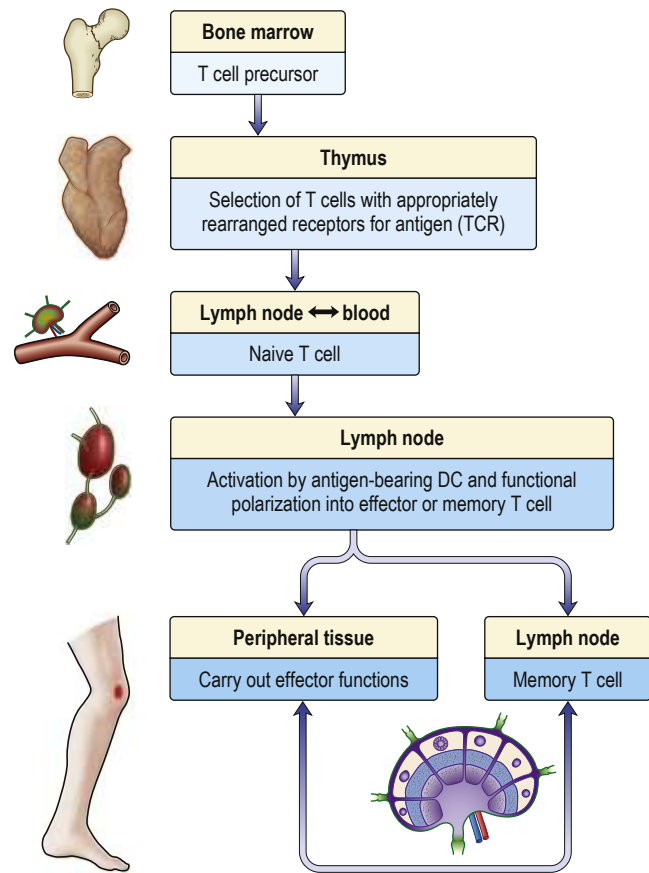 Bone marrow
T cell precursor
Thymus
Selection of T cells with appropriately
rearranged receptors for antigen (TCR)
Lymph node ↔ blood
Naive T cell
Lymph node
Activation by antigen-bearing DC and functional
polarization into effector or memory T cell
Peripheral tissue
Carry out effector functions
Lymph node
Memory T cell